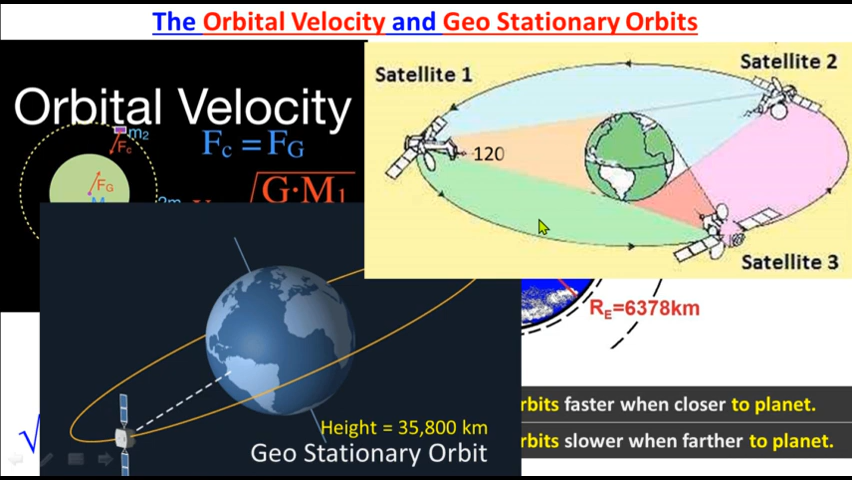 The Orbital Velocity and Geo Stationary Orbits
Satellite 1
Satellite 2
Orbital Velocity
m2
Fc
Fc = FG
120
FG
G·M1
Satellite 3
RE=6378km
rbits faster when closer to planet.
Height = 35,800 km
rbits slower when farther to planet.
Geo Stationary Orbit